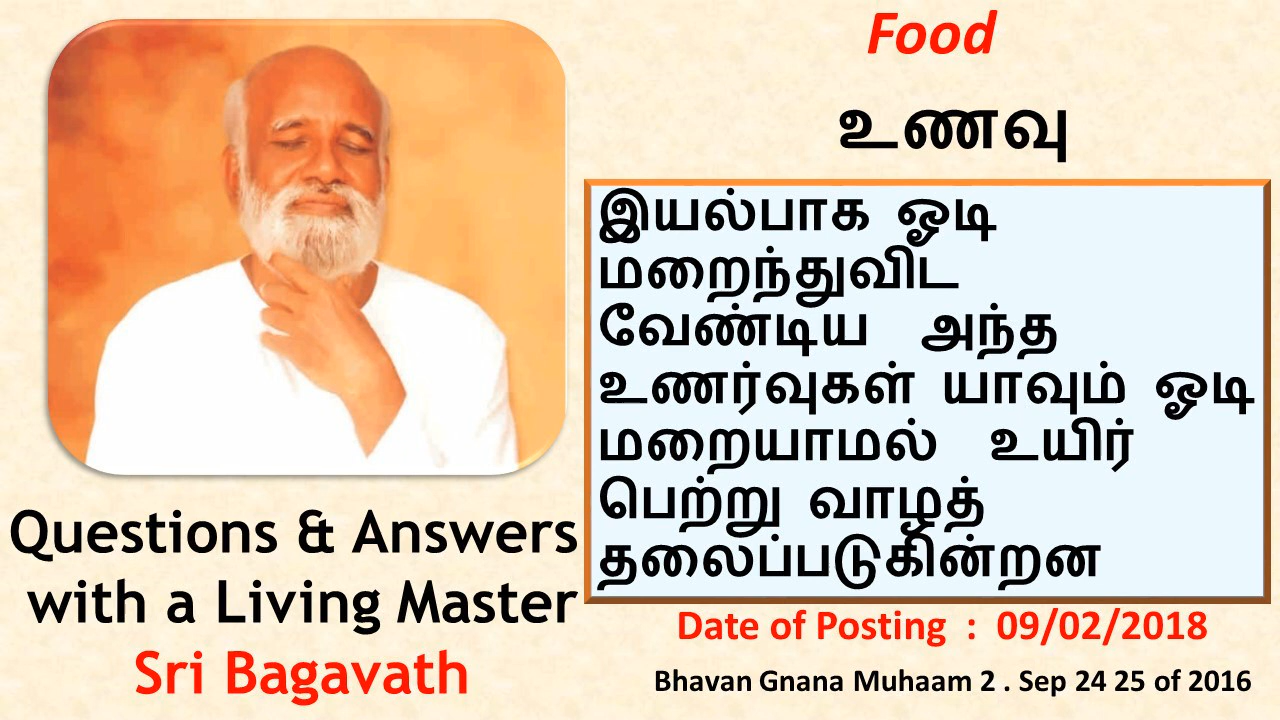 Food
உணவு
இயல்பாக ஓடி
மறைந்துவிட
வேண்டிய அந்த
உணர்வுகள் யாவும் ஓடி
மறையாமல் உயிர்
பெற்று வாழத்
தலைப்படுகின்றன
Questions & Answers
with a Living Master
Sri Bagavath
Date of Posting : 09/02/2018
Bhavan Gnana Muhaam 2 . Sep 24 25 of 2016